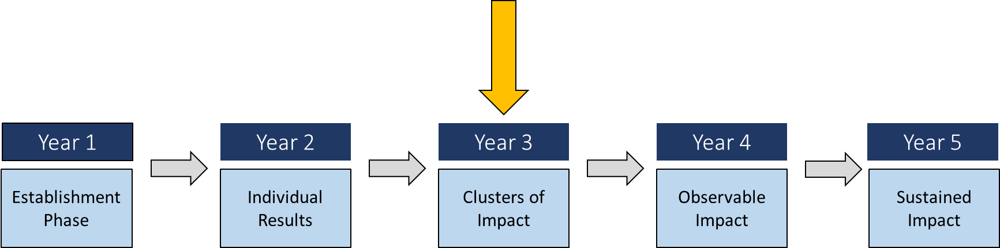 Year 1
Year 2
Year 3
Year 4
Year 5
Establishment
Phase
Individual
Results
Clusters of
Impact
Observable
Impact
Sustained
Impact